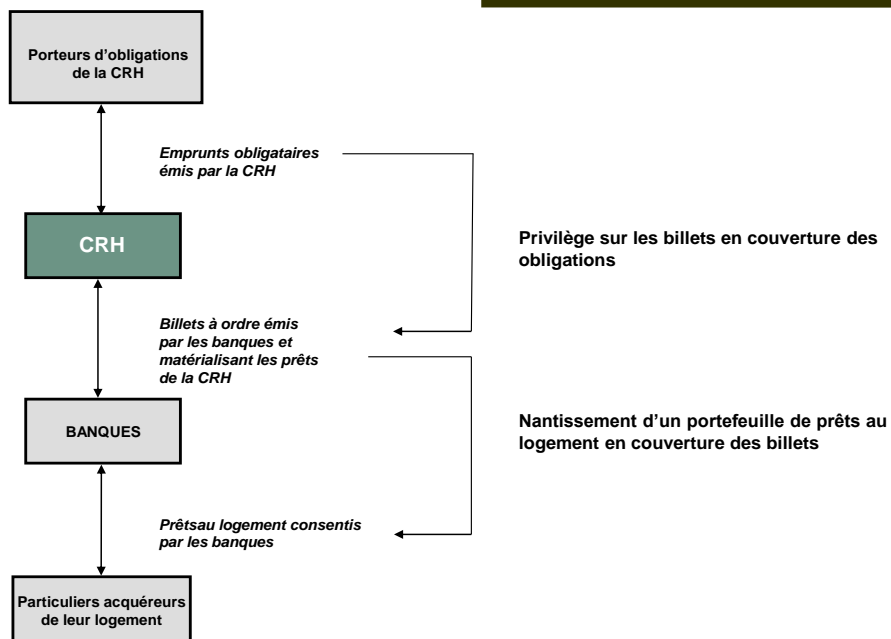 Porteurs d'obligations
de la CRH
Emprunts obligataires
émis par la CRH
CRH
Privilège sur les billets en couverture des
obligations
Billets à ordre émis
par les banques et
matérialisant les prêts
de la CRH
BANQUES
Nantissement d'un portefeuille de prêts au
logement en couverture des billets
Prêtsau logement consentis
par les banques
Particuliers acquéreurs
de leur logement